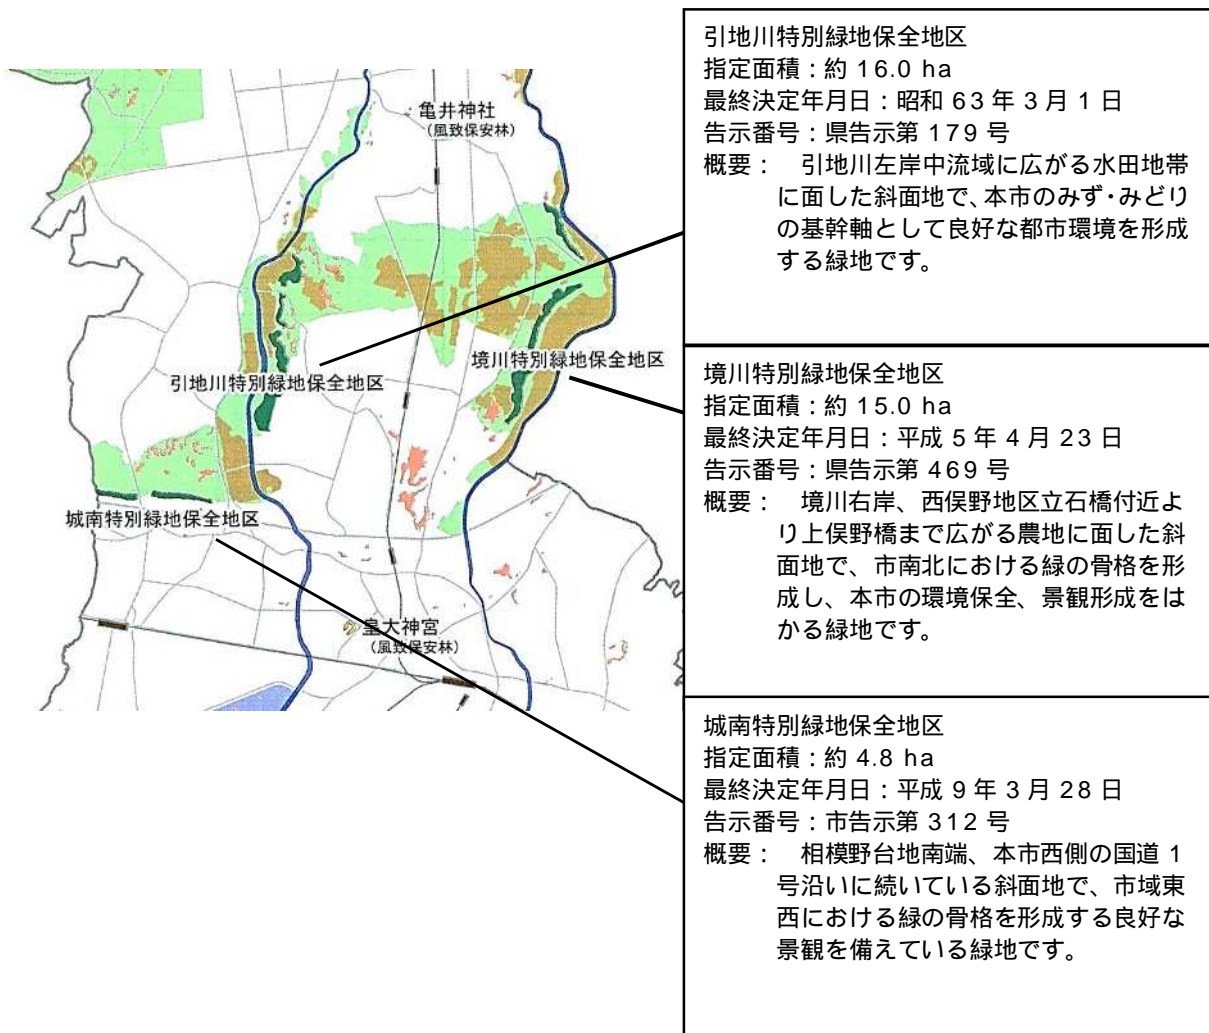 亀井神社
(風致保安林)
境川特別緑地保全地区
引地川特別緑地保全地区
城南特別緑地保全地区
皇大神宮
(風致保安林)
引地川特別緑地保全地区
指定面積：約 16.0 ha
最終決定年月日：昭和 63 年 3 月 1 日
告示番号：県告示第 179 号
概要：　引地川左岸中流域に広がる水田地帯
に面した斜面地で、本市のみず・みどり
の基幹軸として良好な都市環境を形成
する緑地です。
境川特別緑地保全地区
指定面積：約 15.0 ha
最終決定年月日：平成 5 年 4 月 23 日
告示番号：県告示第 469 号
概要：　境川右岸、西俣野地区立石橋付近よ
り上俣野橋まで広がる農地に面した斜
面地で、市南北における緑の骨格を形
成し、本市の環境保全、景観形成をは
かる緑地です。
城南特別緑地保全地区
指定面積：約 4.8 ha
最終決定年月日：平成 9 年 3 月 28 日
告示番号：市告示第 312 号
概要：　相模野台地南端、本市西側の国道 1
号沿いに続いている斜面地で、市域東
西における緑の骨格を形成する良好な
景観を備えている緑地です。